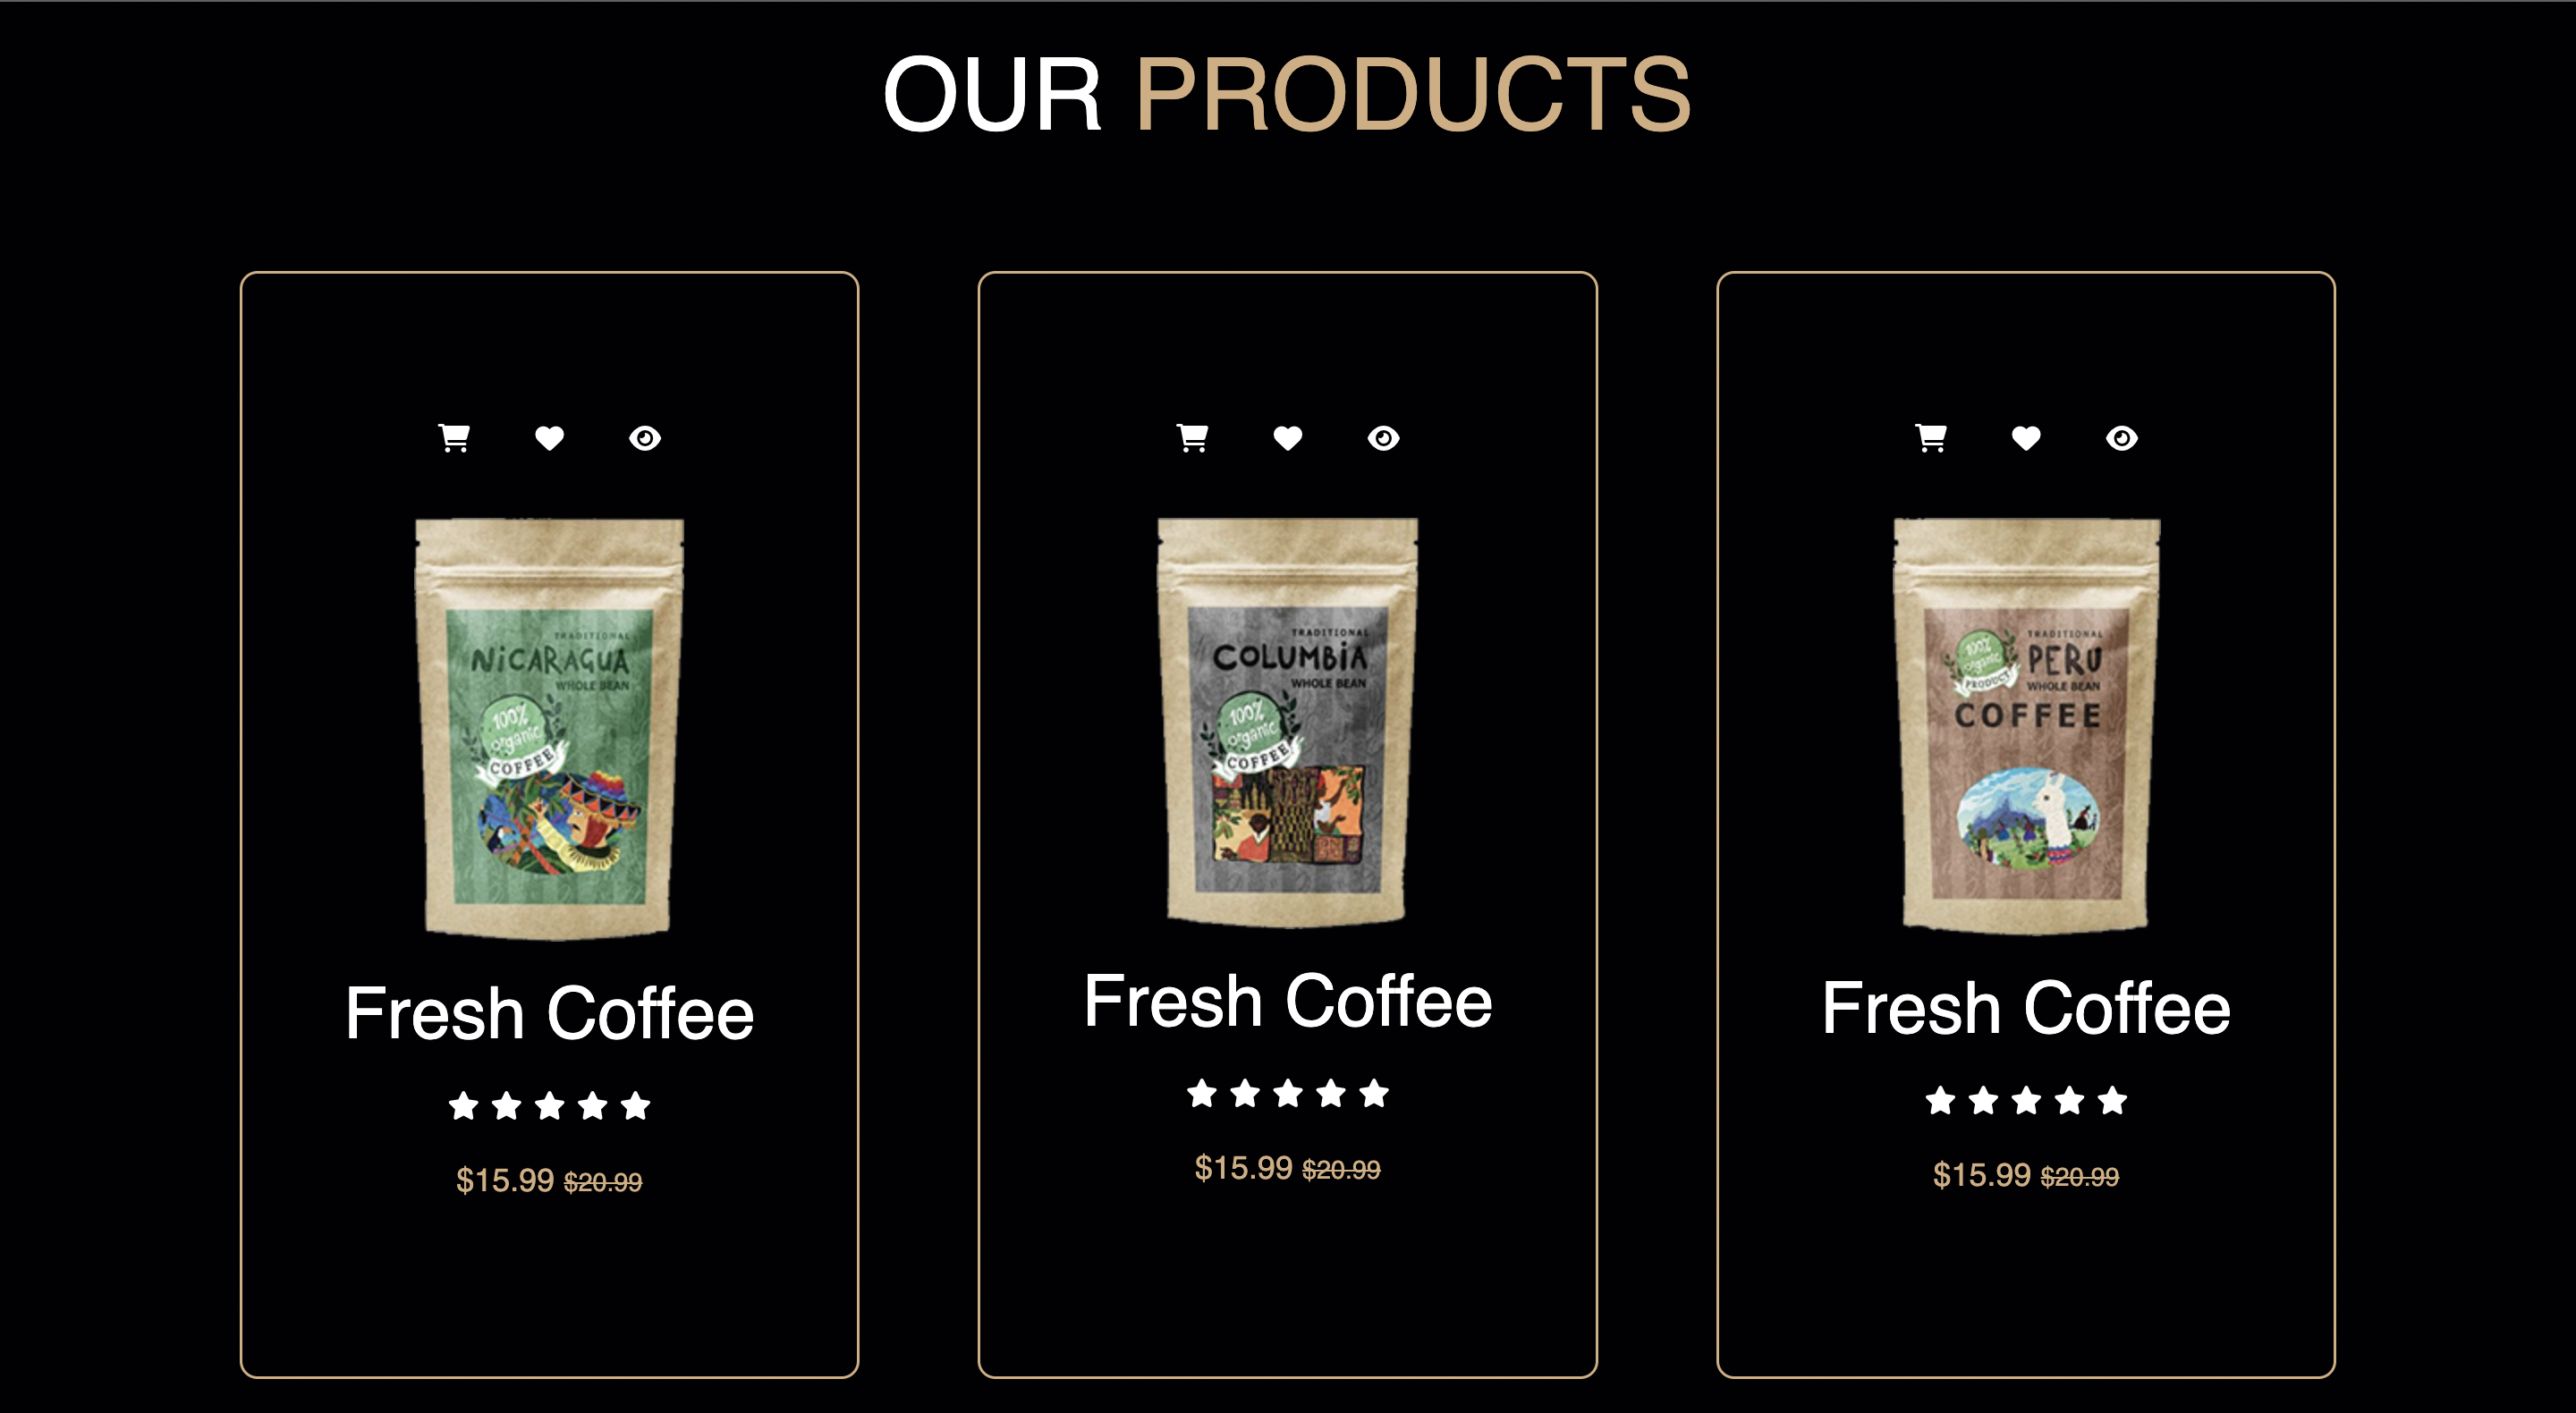 OUR PRODUCTS
TRADITIONAL
NiCARAGUA
WHOLE BEAN
100%
organic
COFFEE
Fresh Coffee
$15.99 $20.99
TRADITIONAL
COLUMBiA
WHOLE BEAN
100%
organic
COFFEE
Fresh Coffee
$15.99 $20.99
100%
organic
PRODUCT
TRADITIONAL
PERU
WHOLE BEAN
COFFEE
Fresh Coffee
$15.99 $20.99